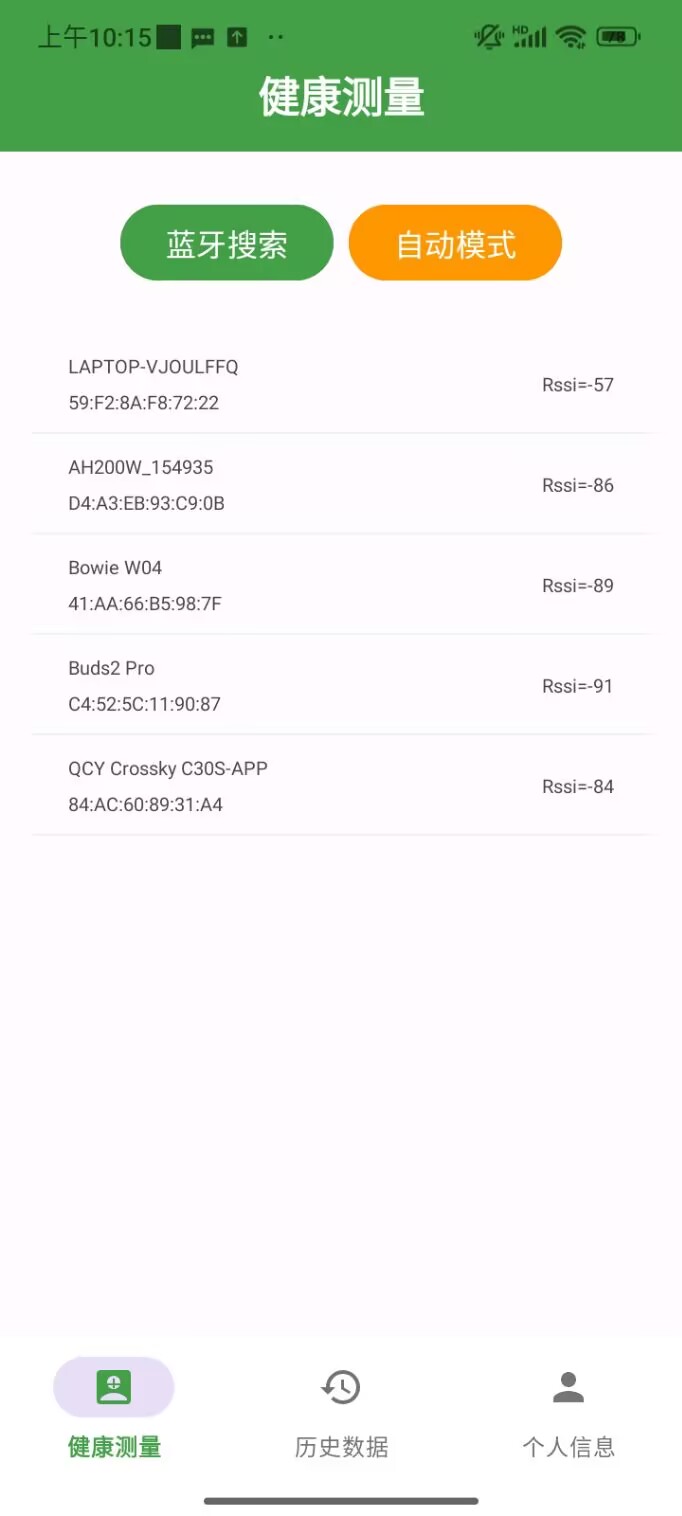 上午10:15
HD
78
健康测量
蓝牙搜索 自动模式
LAPTOP-VJOULFFQ
59:F2:8A:F8:72:22
Rssi=-57
AH200W_154935
D4:A3:EB:93:C9:0B
Rssi=-86
Bowie W04
41:AA:66:B5:98:7F
Rssi=-89
Buds2 Pro
C4:52:5C:11:90:87
Rssi=-91
QCY Crossky C30S-APP
84:AC:60:89:31:A4
Rssi=-84
健康测量 历史数据 个人信息